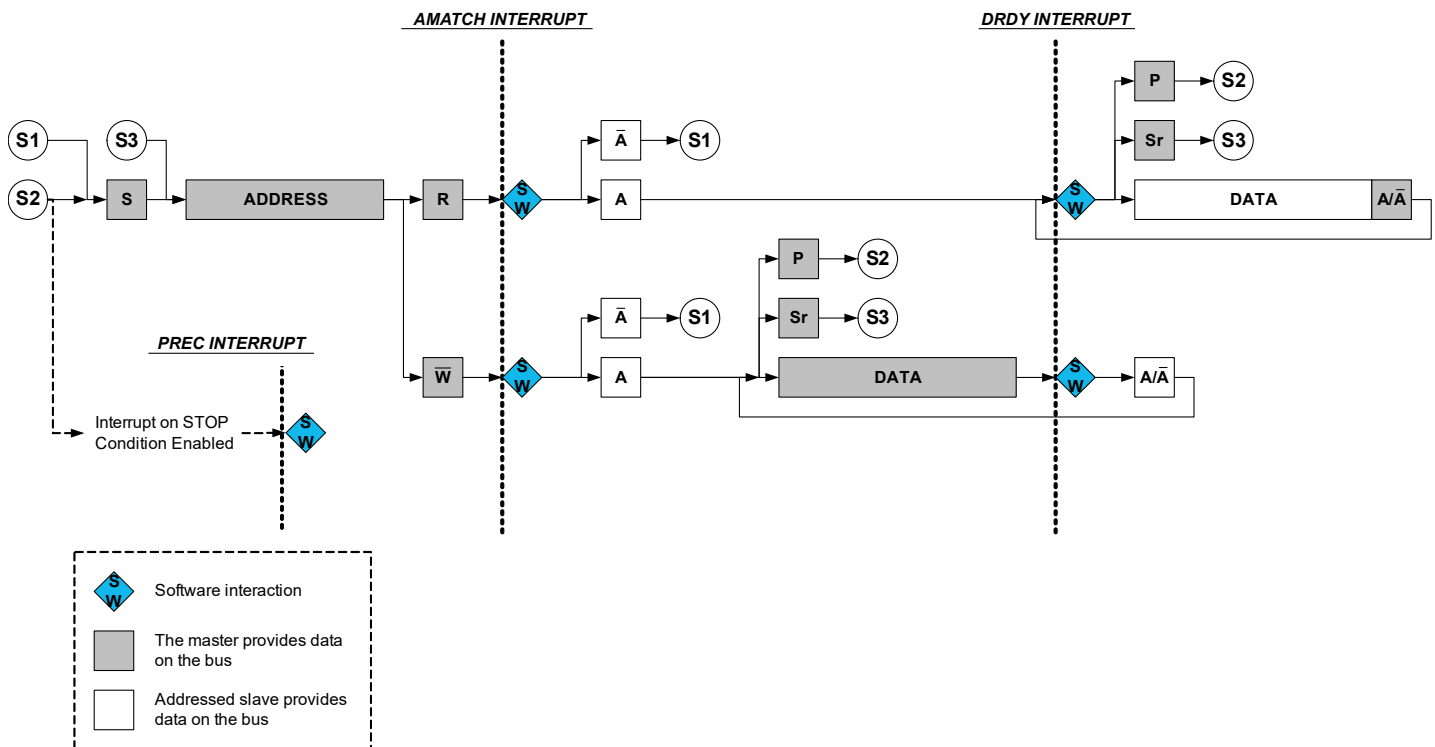 AMATCH INTERRUPT
DRDY INTERRUPT
P
S2
S1
S3
A̅
S1
Sr
S3
S2
S
ADDRESS
R
S
W
A
S
W
DATA
A/A̅
P
S2
A̅
S1
Sr
S3
PREC INTERRUPT
W̅
S
W
A
DATA
S
W
A/A̅
Interrupt on STOP
Condition Enabled
S
W
S
W
Software interaction
The master provides data
on the bus
Addressed slave provides
data on the bus